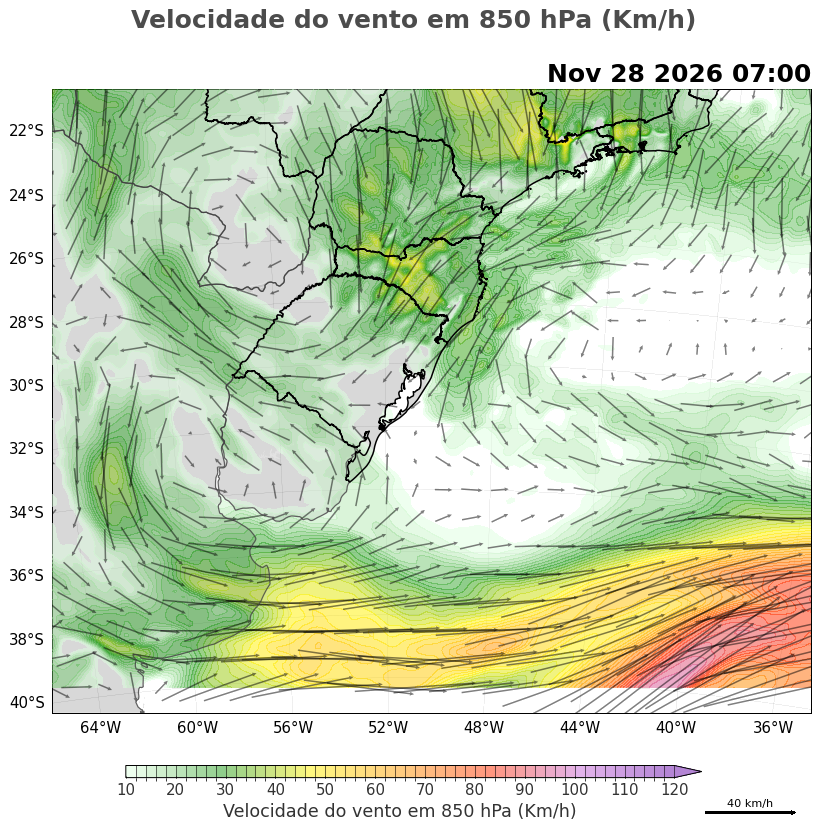 Velocidade do vento em 850 hPa (Km/h)
Nov 28 2026 07:00
22°S
24°S
26°S
28°S
30°S
32°S
34°S
36°S
38°S
40°S
64°W 60°W 56°W 52°W 48°W 44°W 40°W 36°W
10 20 30 40 50 60 70 80 90 100 110 120
Velocidade do vento em 850 hPa (Km/h)
40 km/h